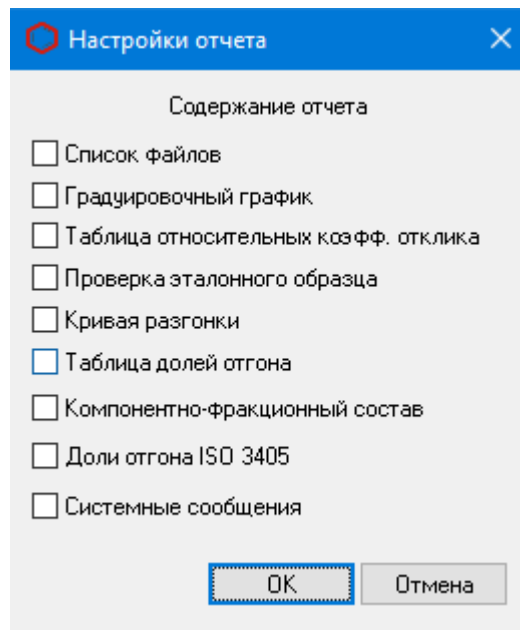 Настройки отчета
Содержание отчета
Список файлов
Градуировочный график
Таблица относительных коэфф. отклика
Проверка эталонного образца
Кривая разгонки
Таблица долей отгона
Компонентно-фракционный состав
Доли отгона ISO 3405
Системные сообщения
OK Отмена